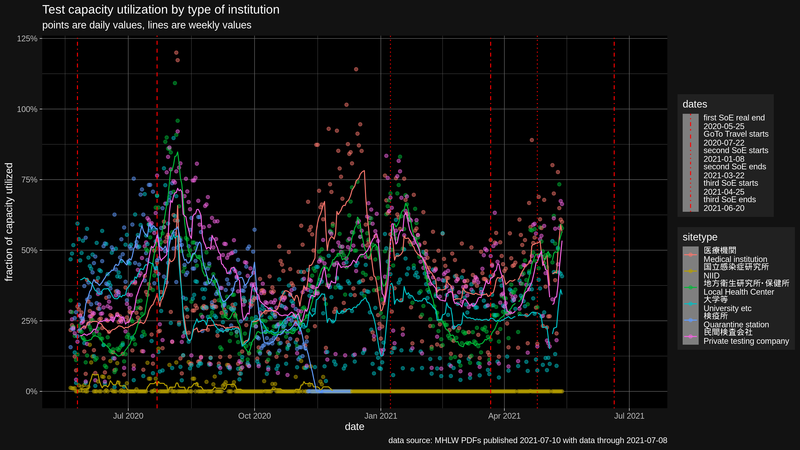 Test capacity utilization by type of institution
points are daily values, lines are weekly values
125%
100%
75%
50%
25%
0%
fraction of capacity utilized
Jul 2020
Oct 2020
Jan 2021
Apr 2021
Jul 2021
date
dates
first SoE real end
2020-05-25
GoTo Travel starts
2020-07-22
second SoE starts
2021-01-08
second SoE ends
2021-03-22
third SoE starts
2021-04-25
third SoE ends
2021-06-20
sitetype
医療機関
Medical institution
国立感染症研究所
NIID
地方衛生研究所･保健所
Local Health Center
大学等
University etc
検疫所
Quarantine station
民間検査会社
Private testing company
data source: MHLW PDFs published 2021-07-10 with data through 2021-07-08